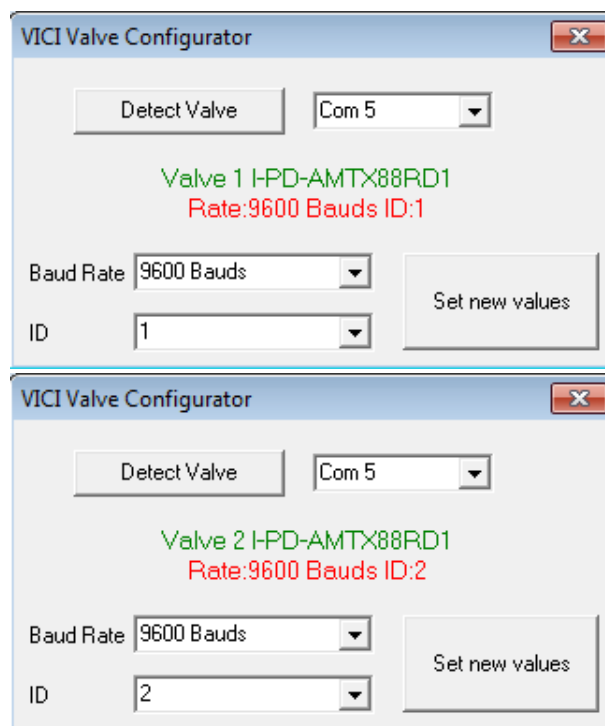 VICI Valve Configurator
Detect Valve Com 5
Valve 1 I-PD-AMTX88RD1
Rate:9600 Bauds ID:1
Baud Rate 9600 Bauds
Set new values
ID 1
VICI Valve Configurator
Detect Valve Com 5
Valve 2 I-PD-AMTX88RD1
Rate:9600 Bauds ID:2
Baud Rate 9600 Bauds
Set new values
ID 2